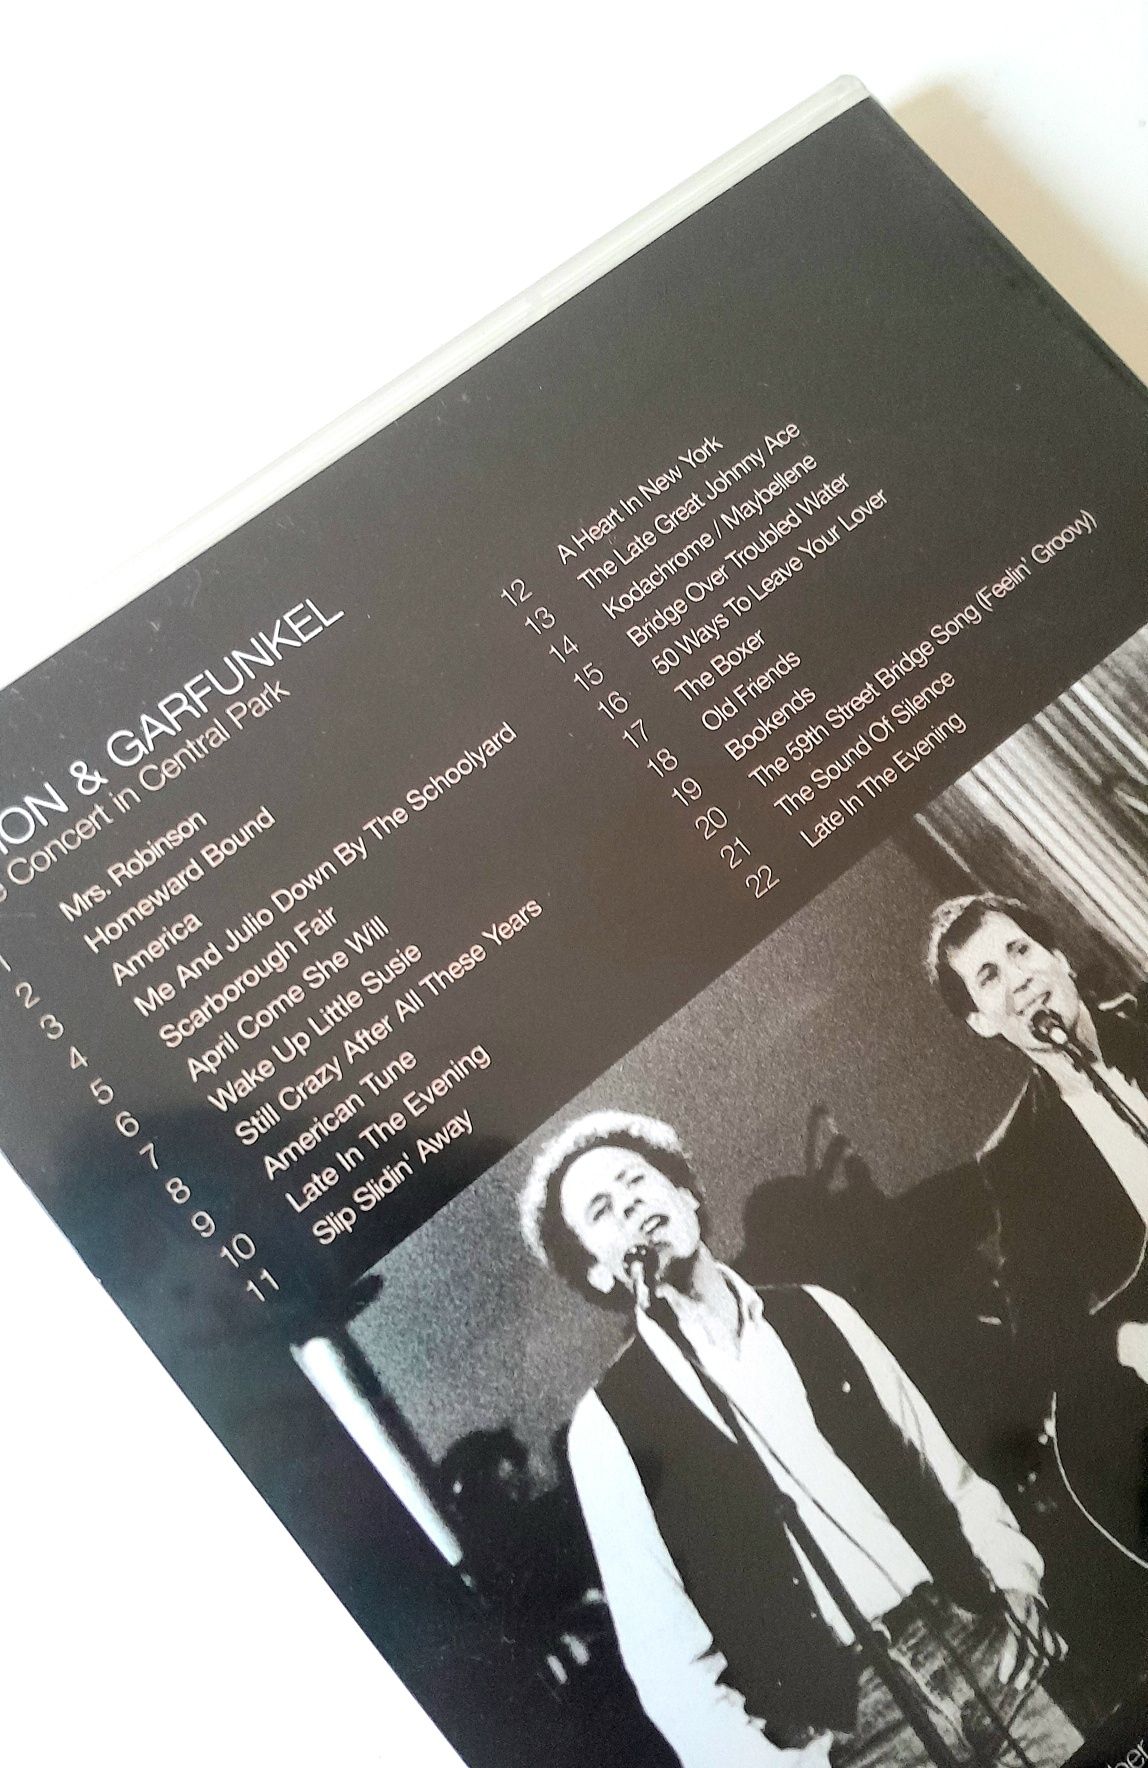 ION & GARFUNKEL
e Concert in Central Park
1 Mrs. Robinson
2 Homeward Bound
3 America
4 Me And Julio Down By The Schoolyard
5 Scarborough Fair
6 April Come She Will
7 Wake Up Little Susie
8 Still Crazy After All These Years
9 American Tune
10 Late In The Evening
11 Slip Slidin' Away
12 A Heart In New York
13 The Late Great Johnny Ace
14 Kodachrome / Maybellene
15 Bridge Over Troubled Water
16 50 Ways To Leave Your Lover
17 The Boxer
18 Old Friends
19 Bookends
20 The 59th Street Bridge Song (Feelin' Groovy)
21 The Sound Of Silence
22 Late In The Evening